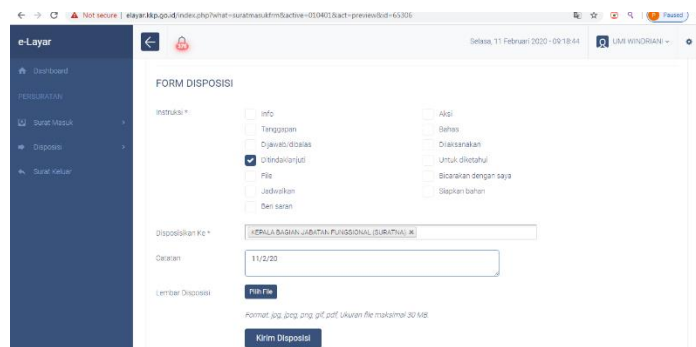 Not secure | elayar.kkp.go.id/index.php?what=suratmasukfrm&active=010401&act=preview&id=65306
Paused
e-Layar
Selasa, 11 Februari 2020 - 09:18:44
UMI WINDRIANI
Dashboard
PERSURATAN
Surat Masuk
Disposisi
Surat Keluar
FORM DISPOSISI
Instruksi *
Info
Aksi
Tanggapan
Bahas
Dijawab/dibalas
Dilaksanakan
Ditindaklanjuti
Untuk diketahui
File
Bicarakan dengan saya
Jadwalkan
Siapkan bahan
Beri saran
Disposisikan Ke *
KEPALA BAGIAN JABATAN FUNGSIONAL (SURATNA) ×
Catatan
11/2/20
Lembar Disposisi
Pilih File
Format: jpg, jpeg, png, gif, pdf, Ukuran file maksimal 30 MB.
Kirim Disposisi